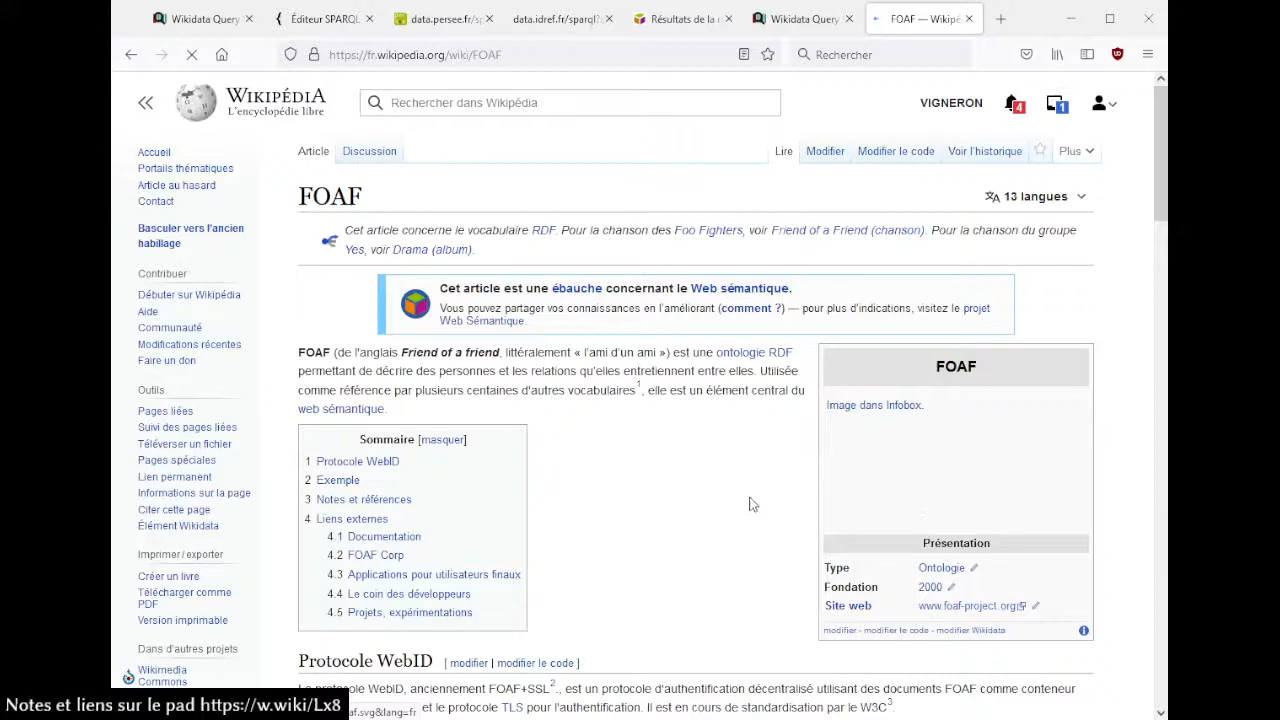 Wikidata Query
Éditeur SPARQL
data.persee.fr/sp
data.idref.fr/sparql?
Résultats de la r
Wikidata Query
FOAF — Wikipé
https://fr.wikipedia.org/wiki/FOAF
Rechercher
WIKIPÉDIA
L'encyclopédie libre
Rechercher dans Wikipédia
VIGNERON
4
1
Accueil
Portails thématiques
Article au hasard
Contact
Basculer vers l'ancien
habillage
Contribuer
Débuter sur Wikipédia
Aide
Communauté
Modifications récentes
Faire un don
Outils
Pages liées
Suivi des pages liées
Téléverser un fichier
Pages spéciales
Lien permanent
Informations sur la page
Citer cette page
Élément Wikidata
Imprimer / exporter
Créer un livre
Télécharger comme
PDF
Version imprimable
Dans d'autres projets
Wikimedia
Commons
Article Discussion
Lire Modifier Modifier le code Voir l'historique Plus
FOAF
13 langues
Cet article concerne le vocabulaire RDF. Pour la chanson des Foo Fighters, voir Friend of a Friend (chanson). Pour la chanson du groupe
Yes, voir Drama (album).
Cet article est une ébauche concernant le Web sémantique.
Vous pouvez partager vos connaissances en l'améliorant (comment ?) — pour plus d'indications, visitez le projet
Web Sémantique.
FOAF (de l'anglais Friend of a friend, littéralement « l'ami d'un ami ») est une ontologie RDF
permettant de décrire des personnes et les relations qu'elles entretiennent entre elles. Utilisée
comme référence par plusieurs centaines d'autres vocabulaires1, elle est un élément central du
web sémantique.
Sommaire [masquer]
1 Protocole WebID
2 Exemple
3 Notes et références
4 Liens externes
4.1 Documentation
4.2 FOAF Corp
4.3 Applications pour utilisateurs finaux
4.4 Le coin des développeurs
4.5 Projets, expérimentations
FOAF
Image dans Infobox.
Présentation
Type Ontologie
Fondation 2000
Site web www.foaf-project.org
modifier - modifier le code - modifier Wikidata
Protocole WebID [ modifier | modifier le code ]
Le protocole WebID, anciennement FOAF+SSL2., est un protocole d'authentification décentralisé utilisant des documents FOAF comme conteneur
af.svg&lang=fr et le protocole TLS pour l'authentification. Il est en cours de standardisation par le W3C3.
Notes et liens sur le pad https://w.wiki/Lx8